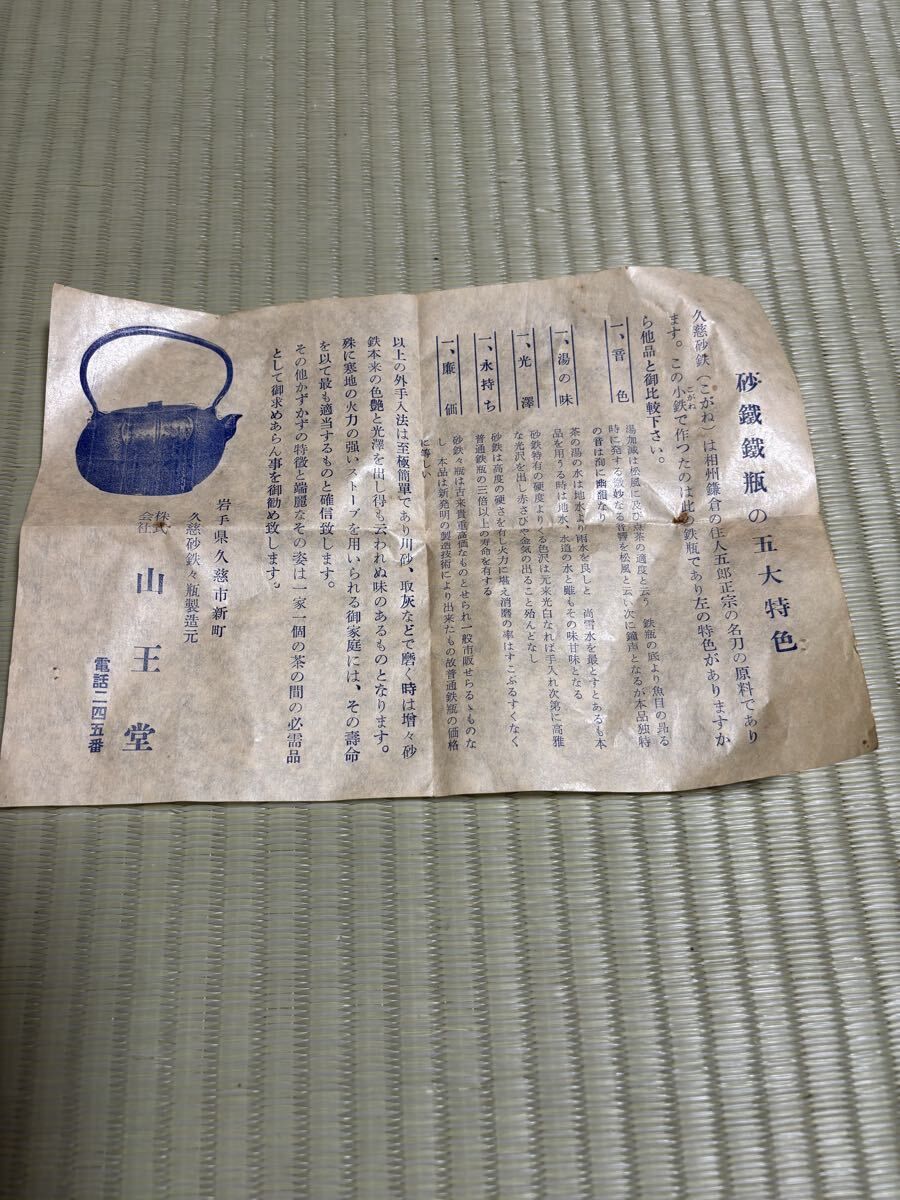 砂鐵鐵瓶の五大特色
久慈砂鉄（こがね）は相州鎌倉の住人五郎正宗の名刀の原料であり
ます。この小鉄で作ったのは此の鉄瓶であり左の特色がありますか
こがね
ら他品と御比較下さい。
一、音色
湯加減は松風に及び煎茶の適度と云う 鉄瓶の底より魚目の昌る
時に発する微妙なる音響を松風と云い次に鐘声となるが本品独特
の音は洵に幽韻なり
一、湯の味
茶の湯の水は地水より雨水を良しと 高雪水を最とすとあるも本
品を用うる時は地水、水道の水と雖もその味甘味となる
一、光澤
砂鉄特有の硬度よりくる色沢は元来光白なれば手入れ次第に高雅
な光沢を出し赤さびや金気の出ること殆んとなし
一、永持ち
砂鉄は高度の硬さを有し火力に堪え消磨の率はすこぶるすくなく
普通鉄瓶の三倍以上の寿命を有する
一、廉価
砂鉄々瓶は古来貴重高価なものとせられ一般市販せらるゝものな
し 本品は新発明の製造技術により出来たもの故普通鉄瓶の価格
に等しい
以上の外手入法は至極簡単であり川砂、取灰などで磨く時は増々砂
鉄本来の色艶と光澤を出し得も云われぬ味のあるものとなります。
殊に寒地の火力の強いストーブを用いられる御家庭には、その壽命
を以て最も適当するものと確信致します。
その他かずかずの特徴と端麗なその姿は一家一個の茶の間の必需品
として御求めあらん事を御勧め致します。
岩手県久慈市新町
久慈砂鉄々瓶製造元
株式会社 山王堂
電話二四五番